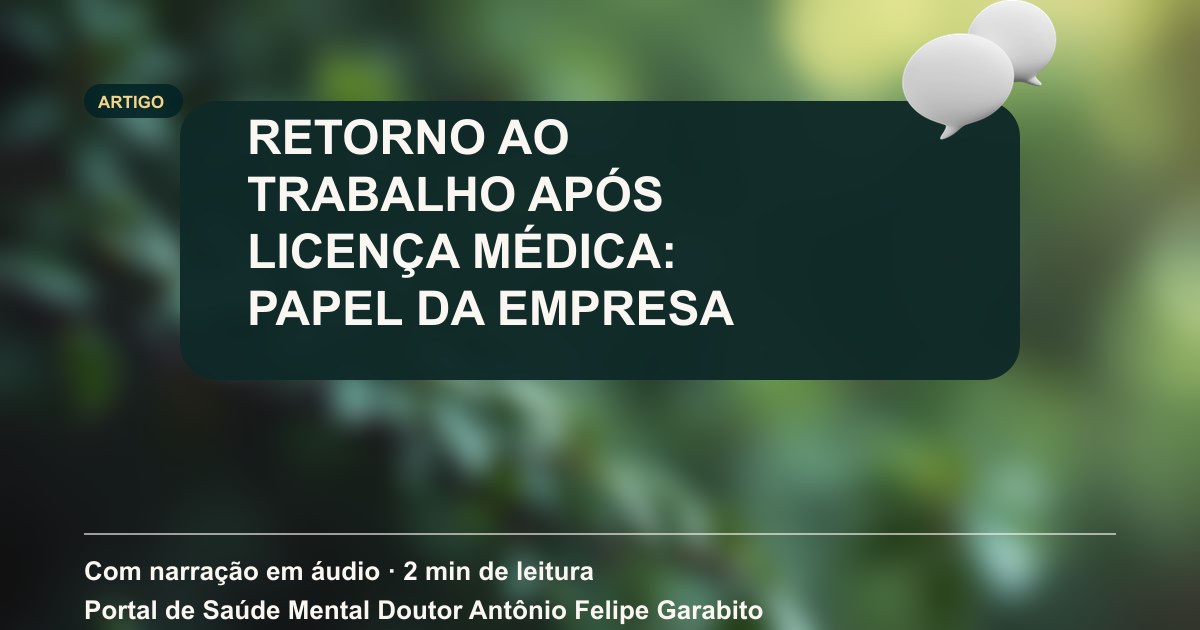 ARTIGO
RETORNO AO
TRABALHO APÓS
LICENÇA MÉDICA:
PAPEL DA EMPRESA
Com narração em áudio · 2 min de leitura
Portal de Saúde Mental Doutor Antônio Felipe Garabito